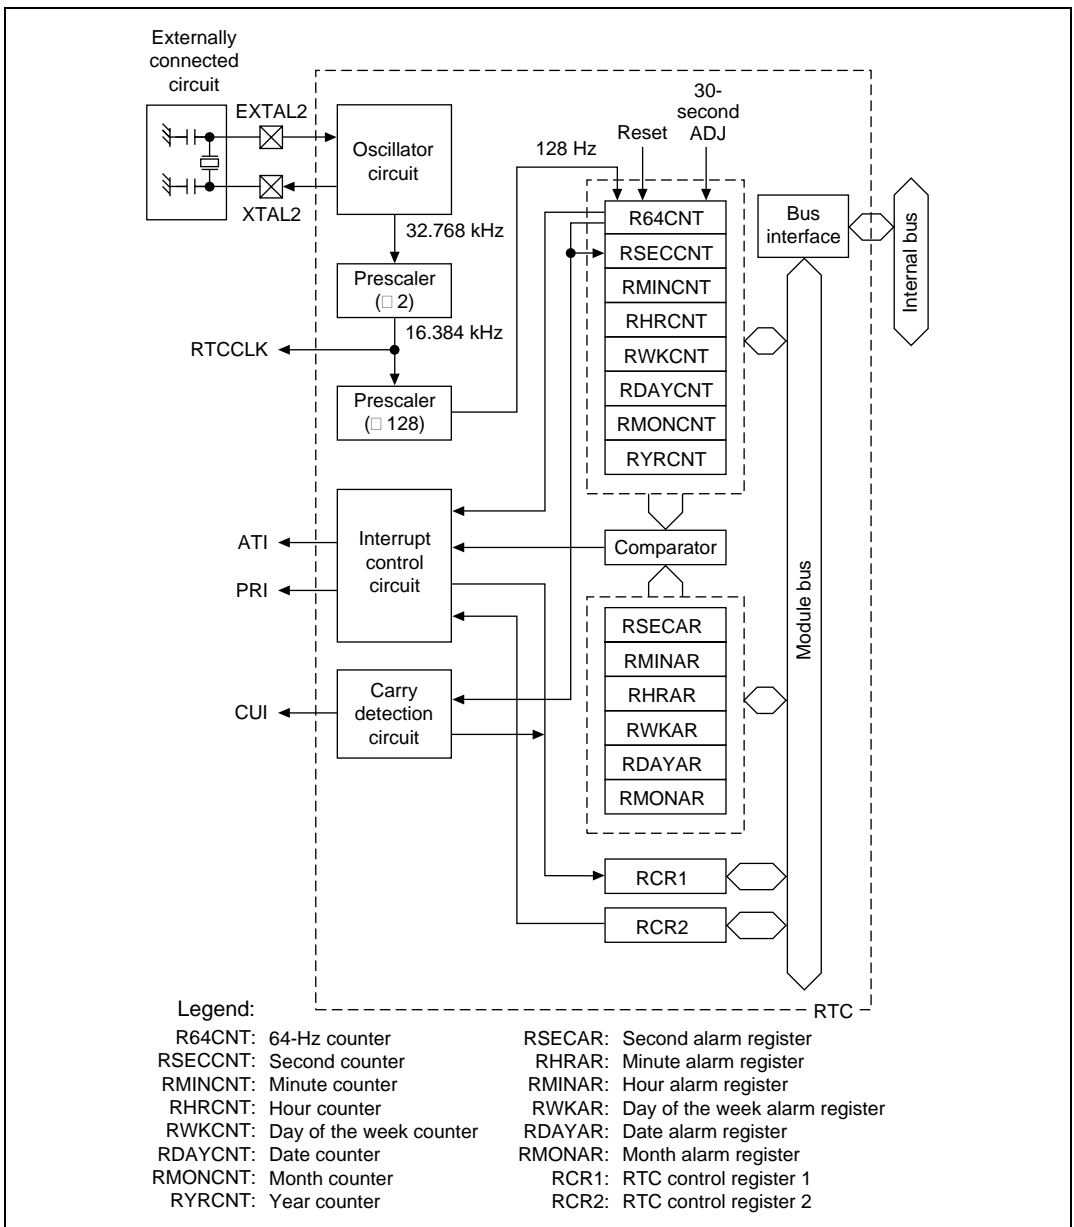 Externally
connected
circuit
EXTAL2
XTAL2
Oscillator
circuit
32.768 kHz
Prescaler
(□ 2)
16.384 kHz
RTCCLK
Prescaler
(□ 128)
128 Hz
Reset
30-
second
ADJ
R64CNT
RSECCNT
RMINCNT
RHRCNT
RWKCNT
RDAYCNT
RMONCNT
RYRCNT
Bus
interface
Internal bus
Module bus
ATI
PRI
Interrupt
control
circuit
Comparator
CUI
Carry
detection
circuit
RSECAR
RMINAR
RHRAR
RWKAR
RDAYAR
RMONAR
RCR1
RCR2
RTC
Legend:
R64CNT: 64-Hz counter
RSECCNT: Second counter
RMINCNT: Minute counter
RHRCNT: Hour counter
RWKCNT: Day of the week counter
RDAYCNT: Date counter
RMONCNT: Month counter
RYRCNT: Year counter
RSECAR: Second alarm register
RHRAR: Minute alarm register
RMINAR: Hour alarm register
RWKAR: Day of the week alarm register
RDAYAR: Date alarm register
RMONAR: Month alarm register
RCR1: RTC control register 1
RCR2: RTC control register 2